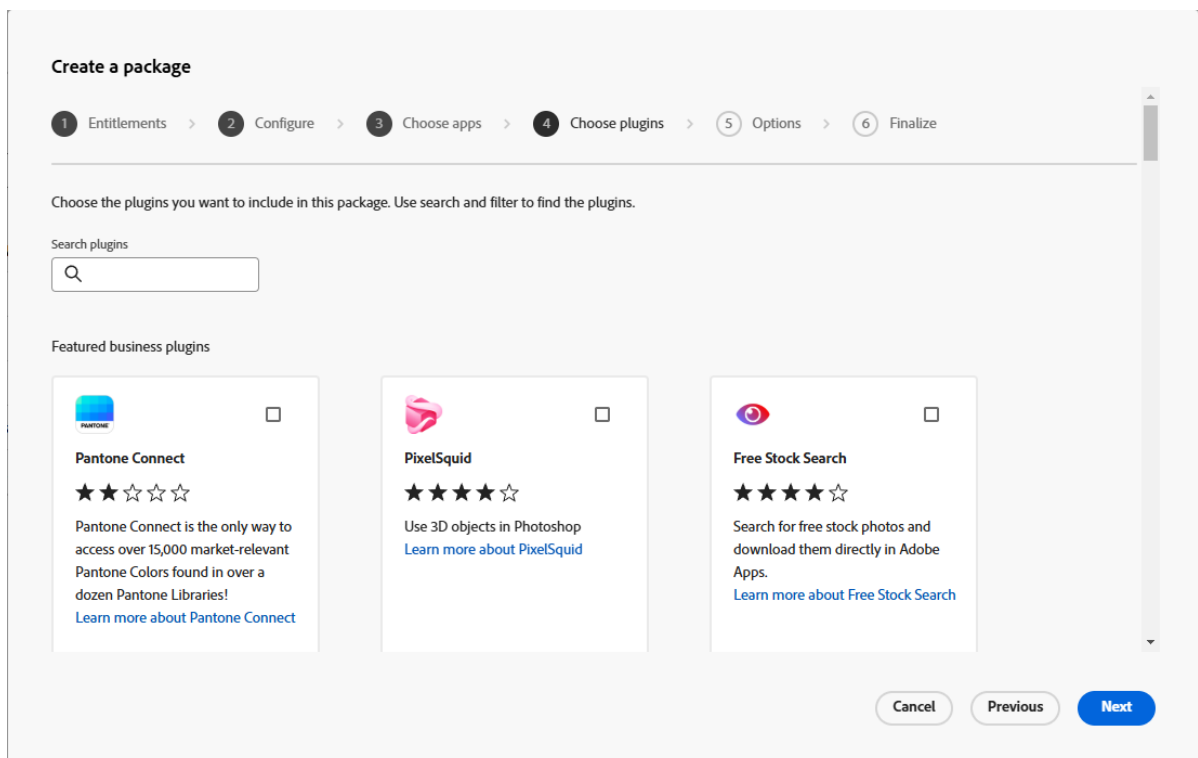 Create a package
1 Entitlements > 2 Configure > 3 Choose apps > 4 Choose plugins > 5 Options > 6 Finalize
Choose the plugins you want to include in this package. Use search and filter to find the plugins.
Search plugins
Featured business plugins
PANTONE
Pantone Connect
Pantone Connect is the only way to
access over 15,000 market-relevant
Pantone Colors found in over a
dozen Pantone Libraries!
Learn more about Pantone Connect
PixelSquid
Use 3D objects in Photoshop
Learn more about PixelSquid
Free Stock Search
Search for free stock photos and
download them directly in Adobe
Apps.
Learn more about Free Stock Search
Cancel Previous Next